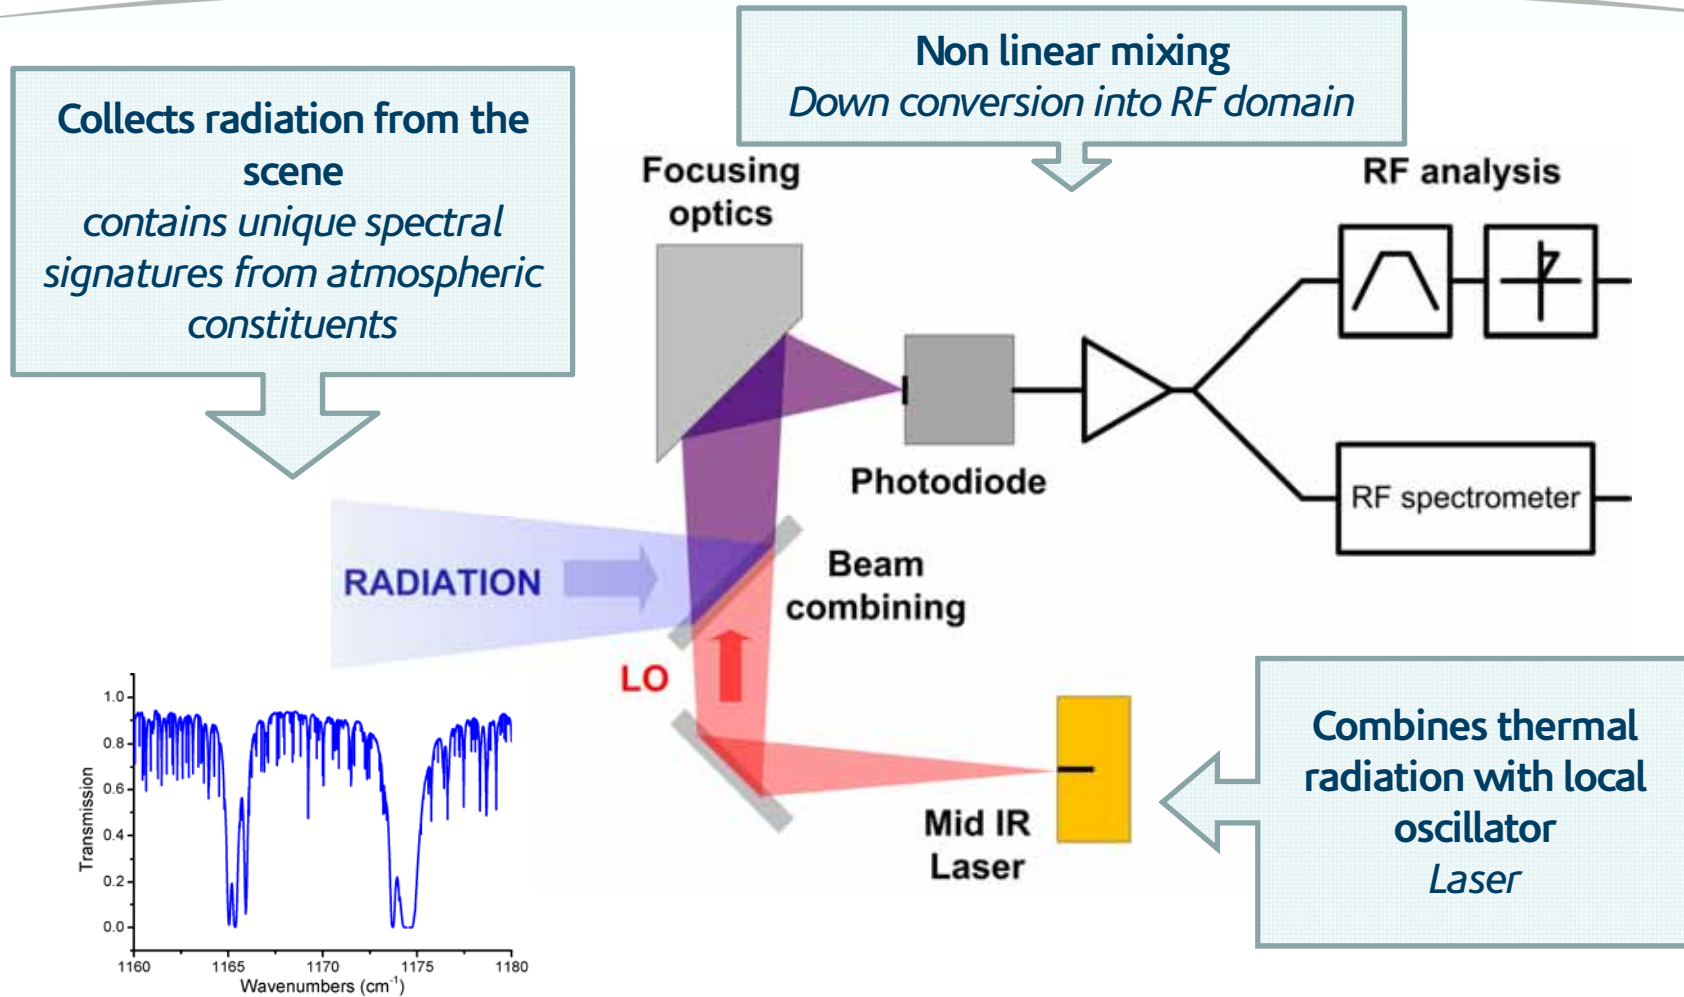 Collects radiation from the
scene
contains unique spectral
signatures from atmospheric
constituents
Non linear mixing
Down conversion into RF domain
Focusing
optics
RF analysis
Photodiode
RF spectrometer
RADIATION
Beam
combining
LO
Mid IR
Laser
Combines thermal
radiation with local
oscillator
Laser
Transmission
1.0
0.8
0.6
0.4
0.2
0.0
1160 1165 1170 1175 1180
Wavenumbers (cm⁻¹)